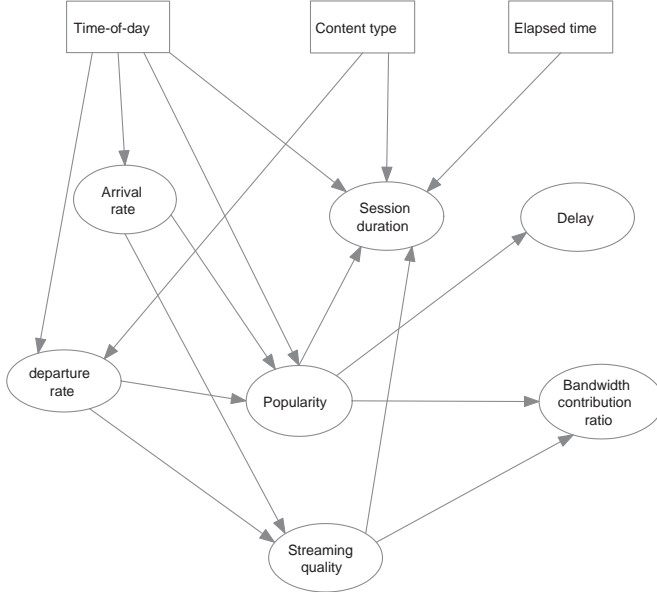 Time-of-day
Content type
Elapsed time
Arrival
rate
Session
duration
Delay
departure
rate
Popularity
Bandwidth
contribution
ratio
Streaming
quality